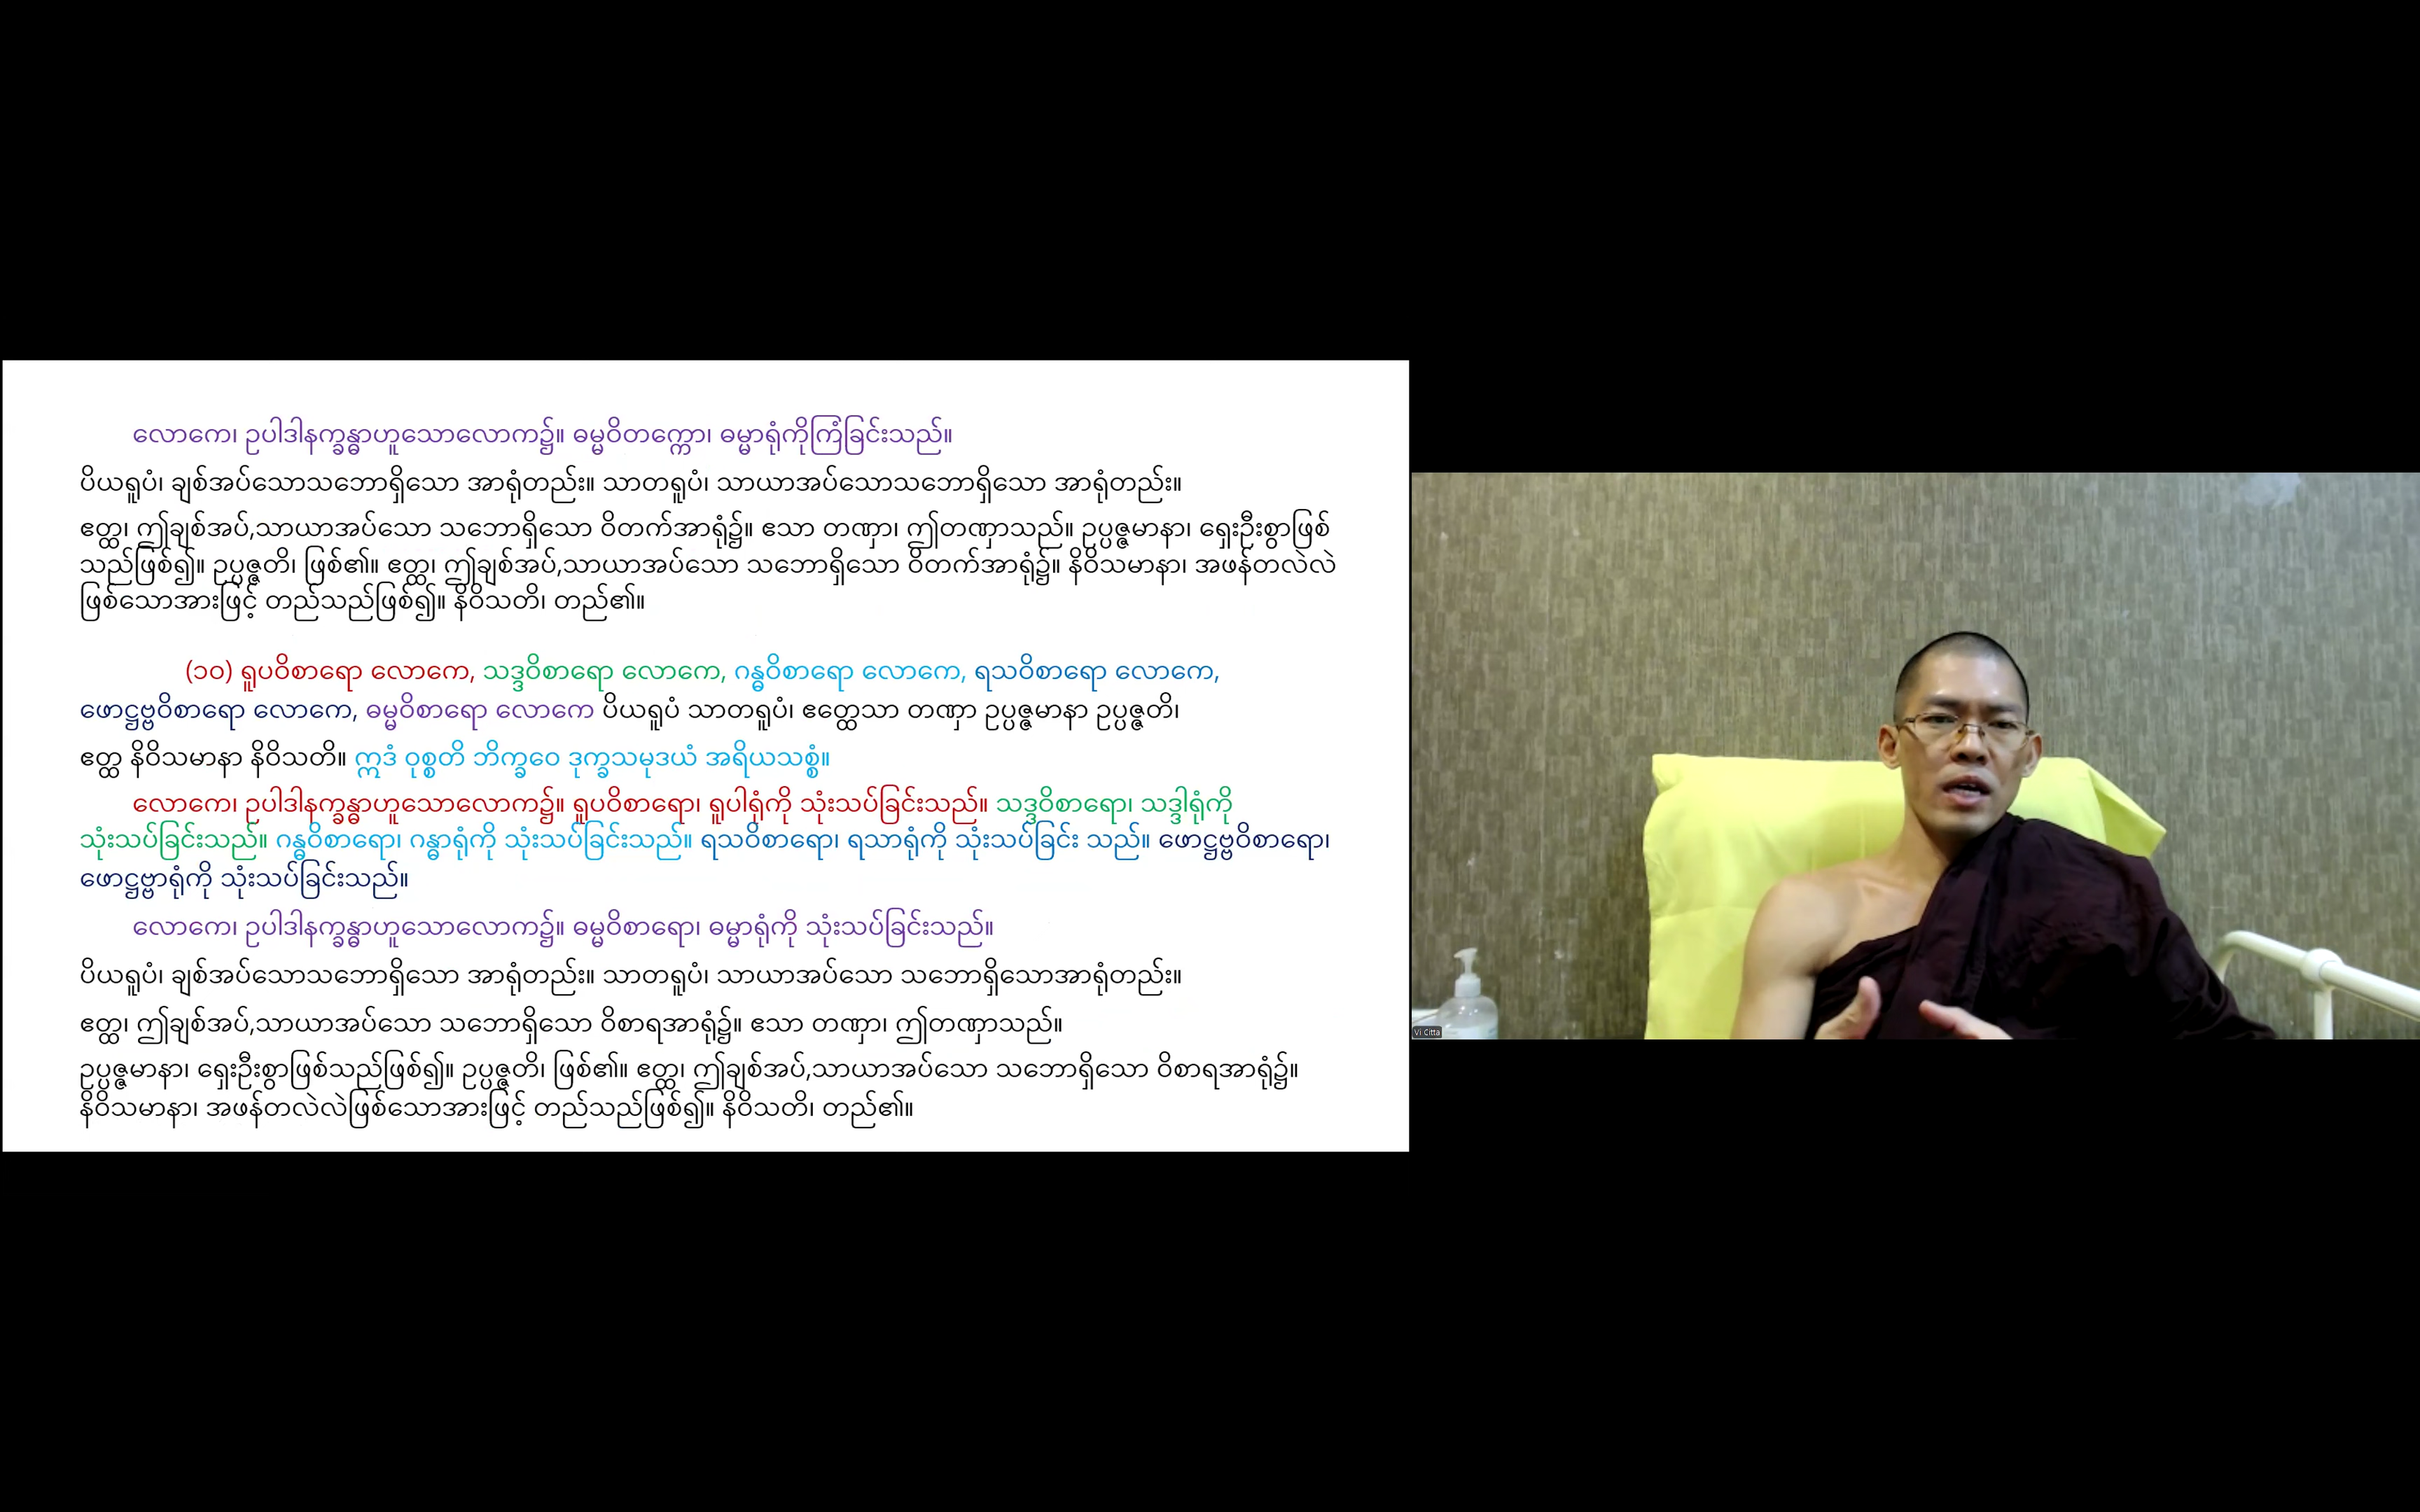 လောကေ၊ ဥပါဒါနက္ခန္ဓာဟူသောလောက၌။ ဓမ္မဝိတက္ကော၊ ဓမ္မာရုံကိုကြံခြင်းသည်။
ပိယရူပံ၊ ချစ်အပ်သောသဘောရှိသော အာရုံတည်း။ သာတရူပံ၊ သာယာအပ်သောသဘောရှိသော အာရုံတည်း။
ဧတ္ထ၊ ဤချစ်အပ်,သာယာအပ်သော သဘောရှိသော ဝိတက်အာရုံ၌။ ဧသာ တဏှာ၊ ဤတဏှာသည်။ ဥပ္ပဇ္ဇမာနာ၊ ရှေးဦးစွာဖြစ်
သည်ဖြစ်၍။ ဥပ္ပဇ္ဇတိ၊ ဖြစ်၏။ ဧတ္ထ၊ ဤချစ်အပ်,သာယာအပ်သော သဘောရှိသော ဝိတက်အာရုံ၌။ နိဝိသမာနာ၊ အဖန်တလဲလဲ
ဖြစ်သောအားဖြင့် တည်သည်ဖြစ်၍။ နိဝိသတိ၊ တည်၏။
(၁၀) ရူပဝိစာရော လောကေ, သဒ္ဒဝိစာရော လောကေ, ဂန္ဓဝိစာရော လောကေ, ရသဝိစာရော လောကေ,
ဖောဋ္ဌဗ္ဗဝိစာရော လောကေ, ဓမ္မဝိစာရော လောကေ ပိယရူပံ သာတရူပံ၊ ဧတ္ထေသာ တဏှာ ဥပ္ပဇ္ဇမာနာ ဥပ္ပဇ္ဇတိ၊
ဧတ္ထ နိဝိသမာနာ နိဝိသတိ။ ဣဒံ ဝုစ္စတိ ဘိက္ခဝေ ဒုက္ခသမုဒယံ အရိယသစ္စံ။
လောကေ၊ ဥပါဒါနက္ခန္ဓာဟူသောလောက၌။ ရူပဝိစာရော၊ ရူပါရုံကို သုံးသပ်ခြင်းသည်။ သဒ္ဒဝိစာရော၊ သဒ္ဒါရုံကို
သုံးသပ်ခြင်းသည်။ ဂန္ဓဝိစာရော၊ ဂန္ဓာရုံကို သုံးသပ်ခြင်းသည်။ ရသဝိစာရော၊ ရသာရုံကို သုံးသပ်ခြင်း သည်။ ဖောဋ္ဌဗ္ဗဝိစာရော၊
ဖောဋ္ဌဗ္ဗာရုံကို သုံးသပ်ခြင်းသည်။
လောကေ၊ ဥပါဒါနက္ခန္ဓာဟူသောလောက၌။ ဓမ္မဝိစာရော၊ ဓမ္မာရုံကို သုံးသပ်ခြင်းသည်။
ပိယရူပံ၊ ချစ်အပ်သောသဘောရှိသော အာရုံတည်း။ သာတရူပံ၊ သာယာအပ်သော သဘောရှိသောအာရုံတည်း။
ဧတ္ထ၊ ဤချစ်အပ်,သာယာအပ်သော သဘောရှိသော ဝိစာရအာရုံ၌။ ဧသာ တဏှာ၊ ဤတဏှာသည်။
ဥပ္ပဇ္ဇမာနာ၊ ရှေးဦးစွာဖြစ်သည်ဖြစ်၍။ ဥပ္ပဇ္ဇတိ၊ ဖြစ်၏။ ဧတ္ထ၊ ဤချစ်အပ်,သာယာအပ်သော သဘောရှိသော ဝိစာရအာရုံ၌။
နိဝိသမာနာ၊ အဖန်တလဲလဲဖြစ်သောအားဖြင့် တည်သည်ဖြစ်၍။ နိဝိသတိ၊ တည်၏။
Vi Citta